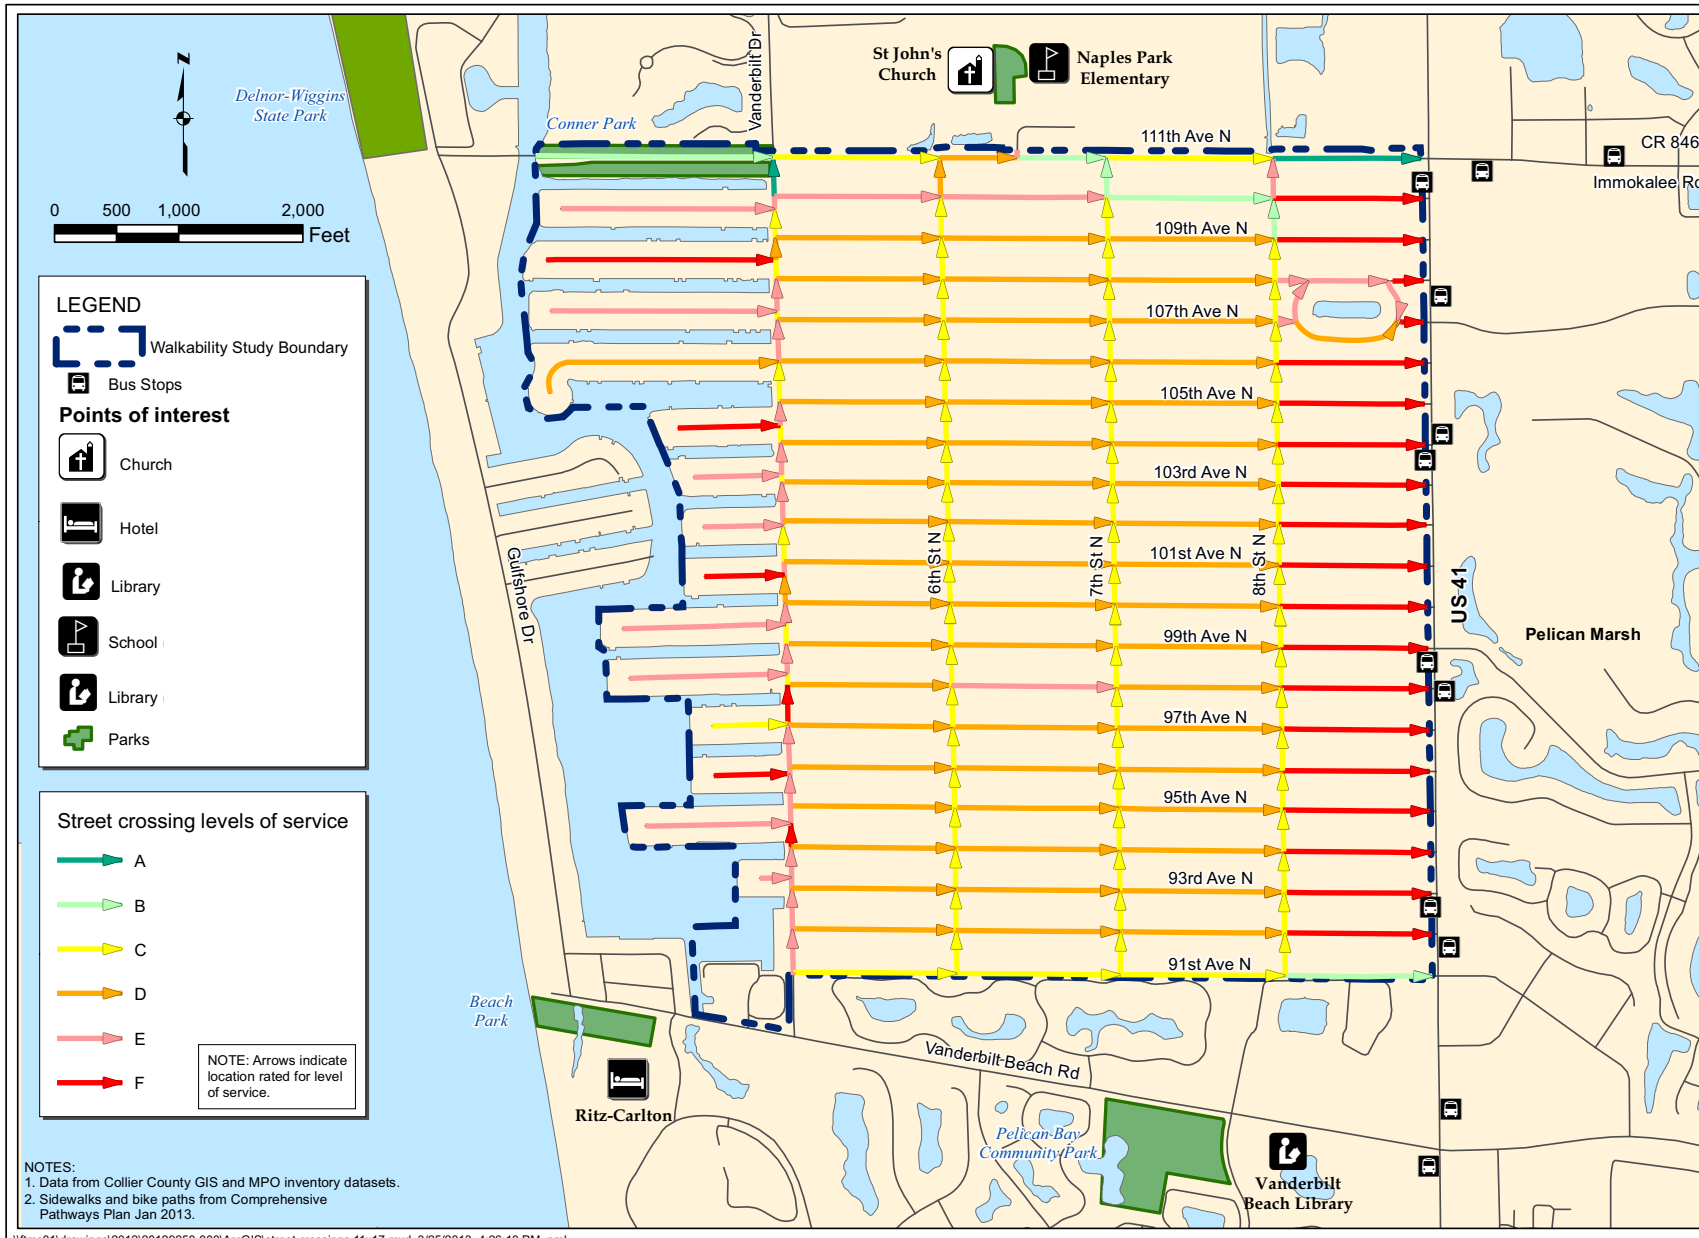 Delnor-Wiggins
State Park
Conner Park
Vanderbilt Dr
St John's
Church
Naples Park
Elementary
111th Ave N
CR 846
Immokalee Rd
N
0 500 1,000 2,000
Feet
LEGEND
Walkability Study Boundary
Bus Stops
Points of interest
Church
Hotel
Library
School
Library
Parks
109th Ave N
107th Ave N
105th Ave N
103rd Ave N
101st Ave N
99th Ave N
97th Ave N
95th Ave N
93rd Ave N
91st Ave N
6th St N
7th St N
8th St N
US 41
Gulfshore Dr
Pelican Marsh
Street crossing levels of service
A
B
C
D
E
F
NOTE: Arrows indicate
location rated for level
of service.
Beach
Park
Ritz-Carlton
Vanderbilt Beach Rd
Pelican Bay
Community Park
Vanderbilt
Beach Library
NOTES:
1. Data from Collier County GIS and MPO inventory datasets.
2. Sidewalks and bike paths from Comprehensive
Pathways Plan Jan 2013.